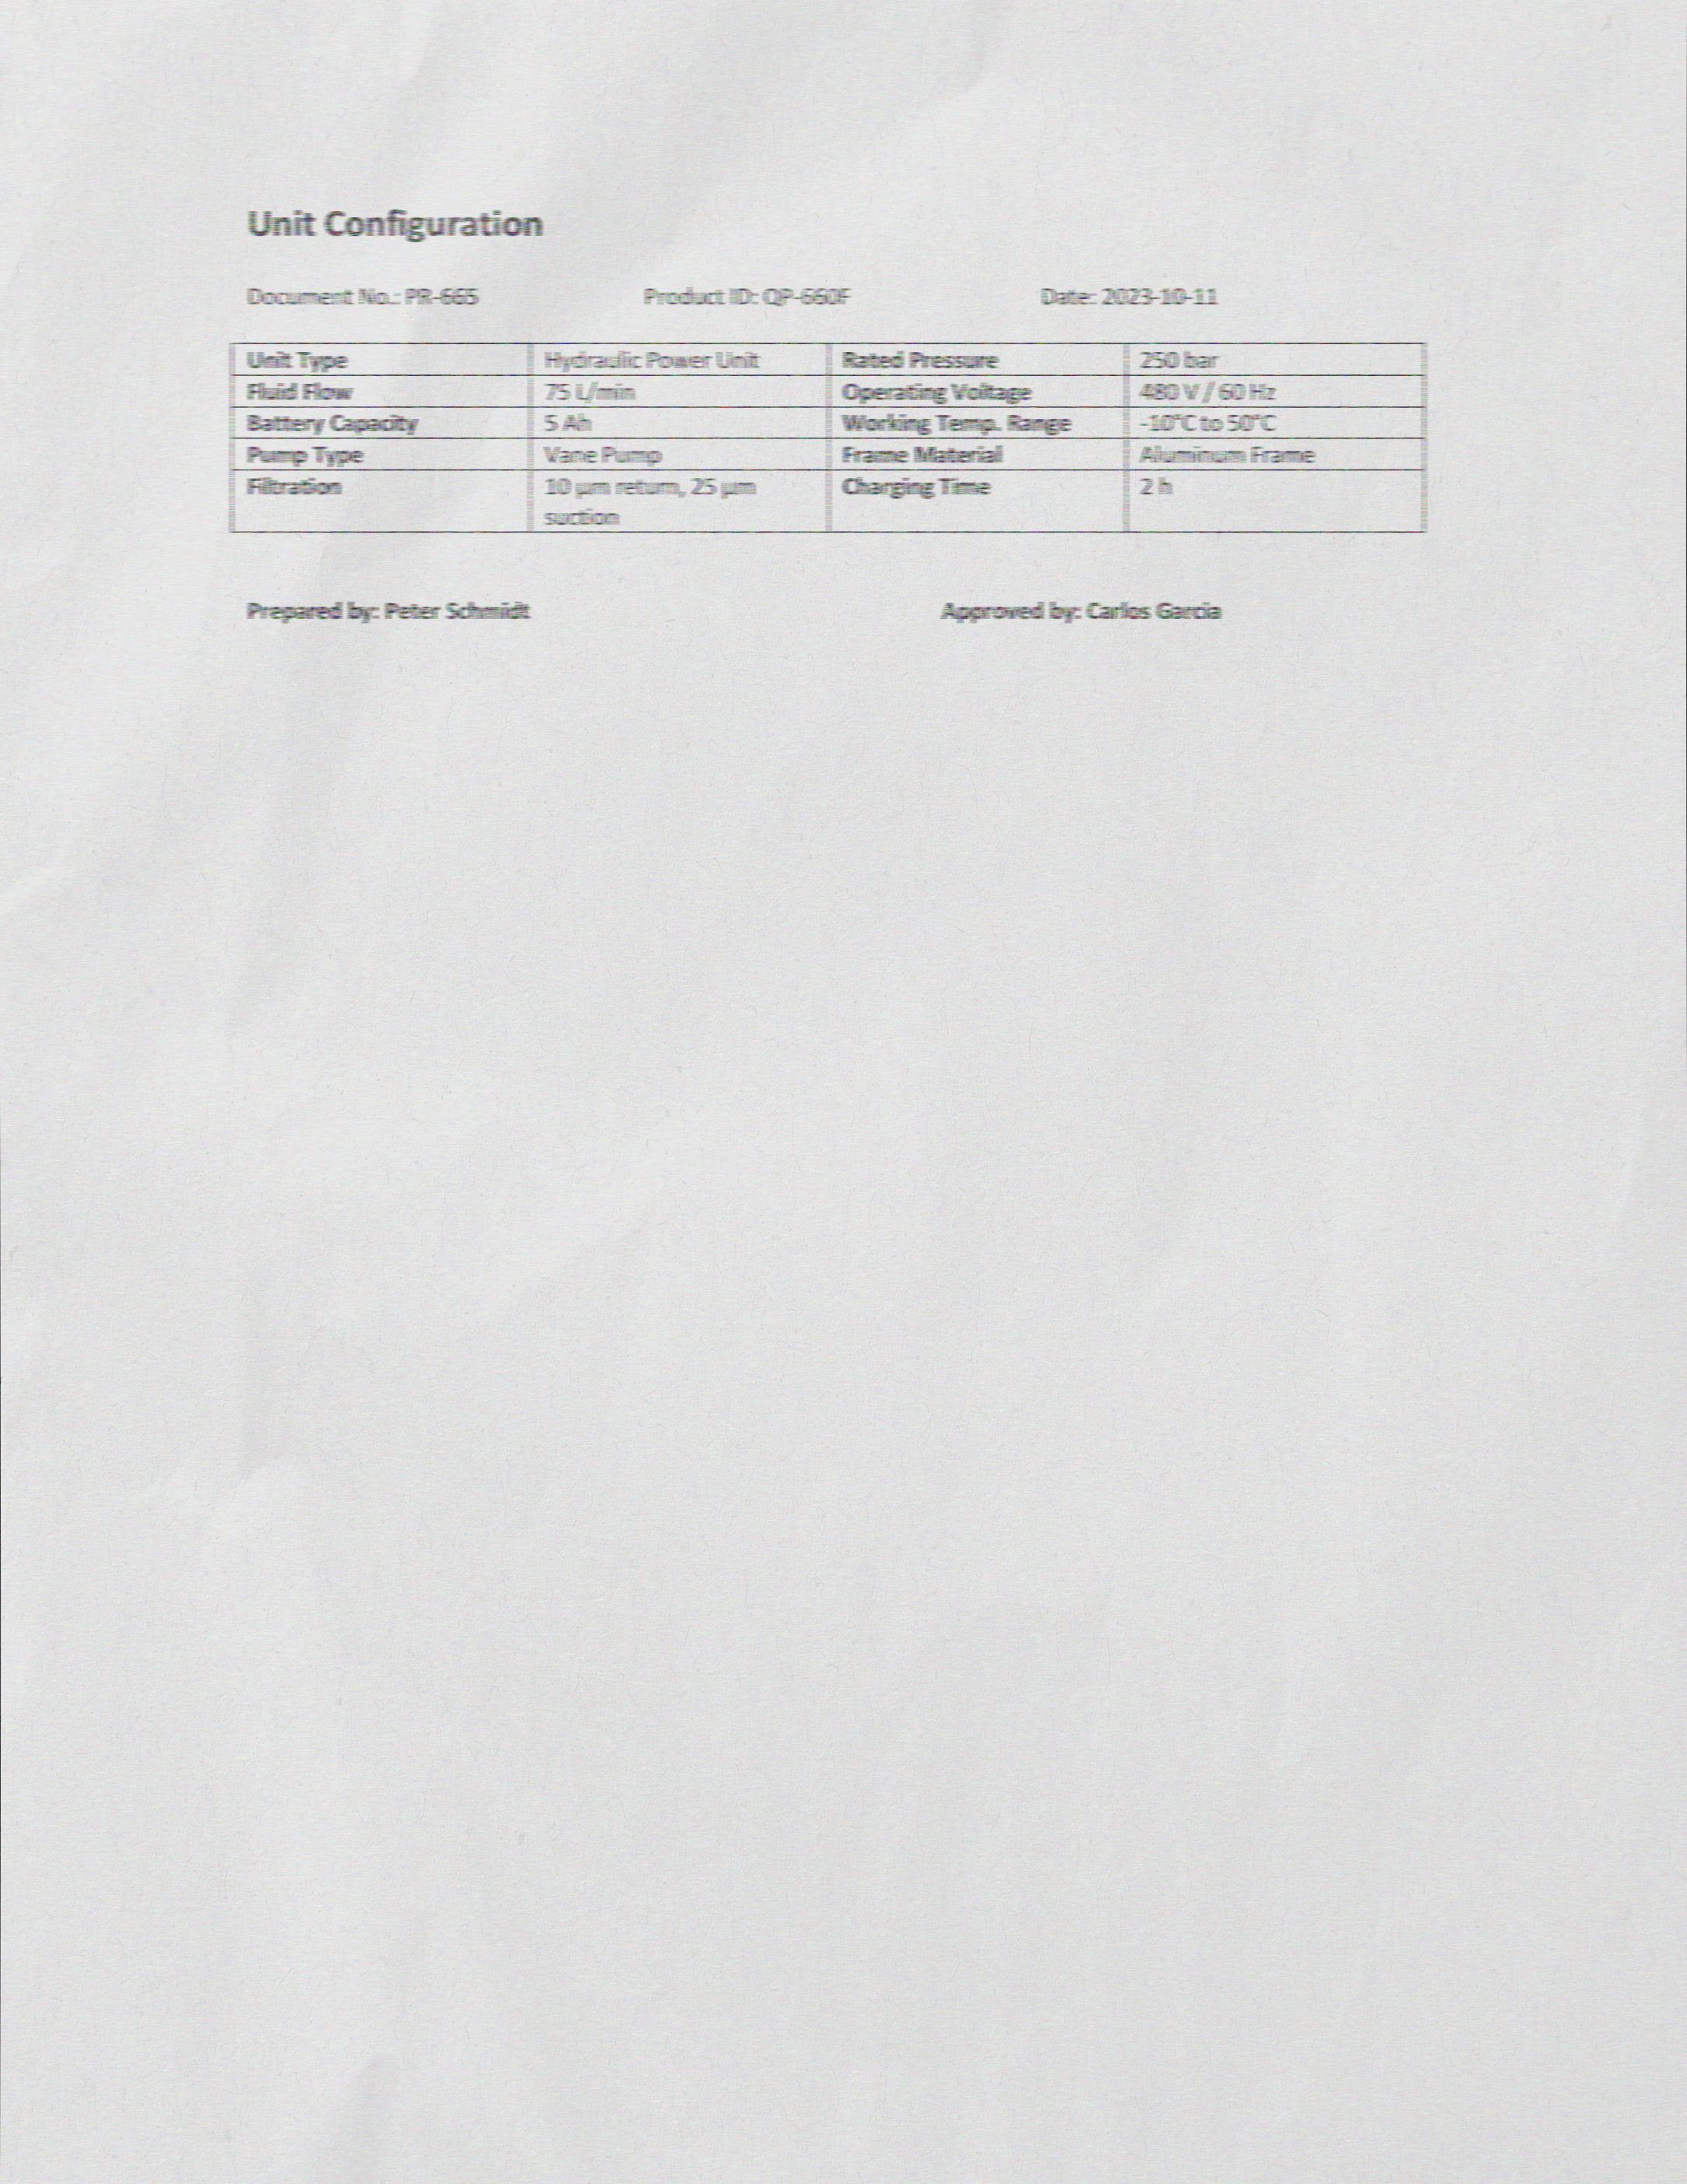 Unit Configuration
Document No.: PR-665 Product ID: QP-660F Date: 2023-10-11
Unit Type Hydraulic Power Unit Rated Pressure 250 bar
Fluid Flow 75 L/min Operating Voltage 480 V / 60 Hz
Battery Capacity 5 Ah Working Temp. Range -10°C to 50°C
Pump Type Vane Pump Frame Material Aluminum Frame
Filtration 10 µm return, 25 µm Charging Time 2 h
suction
Prepared by: Peter Schmidt Approved by: Carlos Garcia